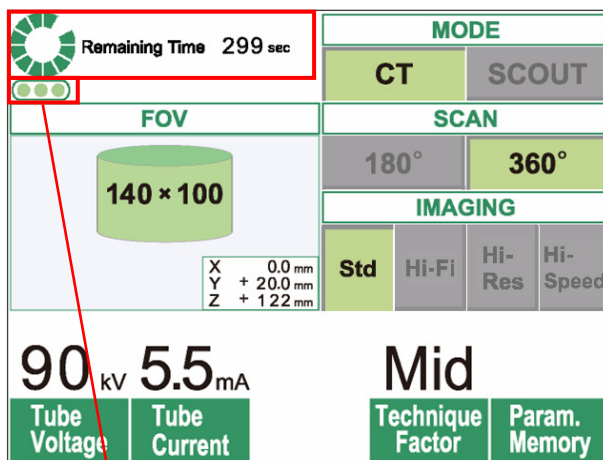 Remaining Time 299 sec
MODE
CT SCOUT
FOV
SCAN
140 × 100
180° 360°
IMAGING
X 0.0 mm
Y + 20.0 mm
Z + 122 mm
Std Hi-Fi Hi-Res Hi-Speed
90 kV 5.5 mA Mid
Tube Voltage
Tube Current
Technique Factor
Param. Memory